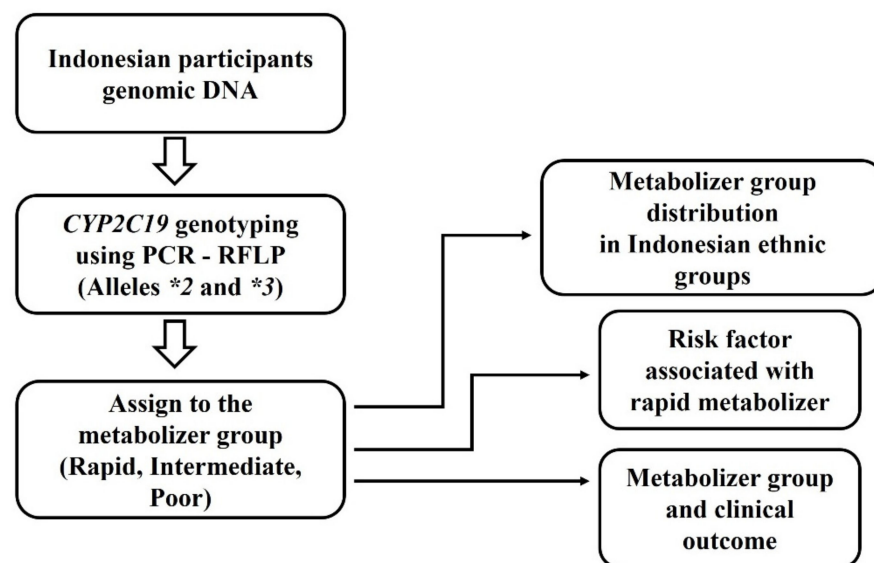 Indonesian participants
genomic DNA
CYP2C19 genotyping
using PCR - RFLP
(Alleles *2 and *3)
Assign to the
metabolizer group
(Rapid, Intermediate,
Poor)
Metabolizer group
distribution
in Indonesian ethnic
groups
Risk factor
associated with
rapid metabolizer
Metabolizer group
and clinical
outcome